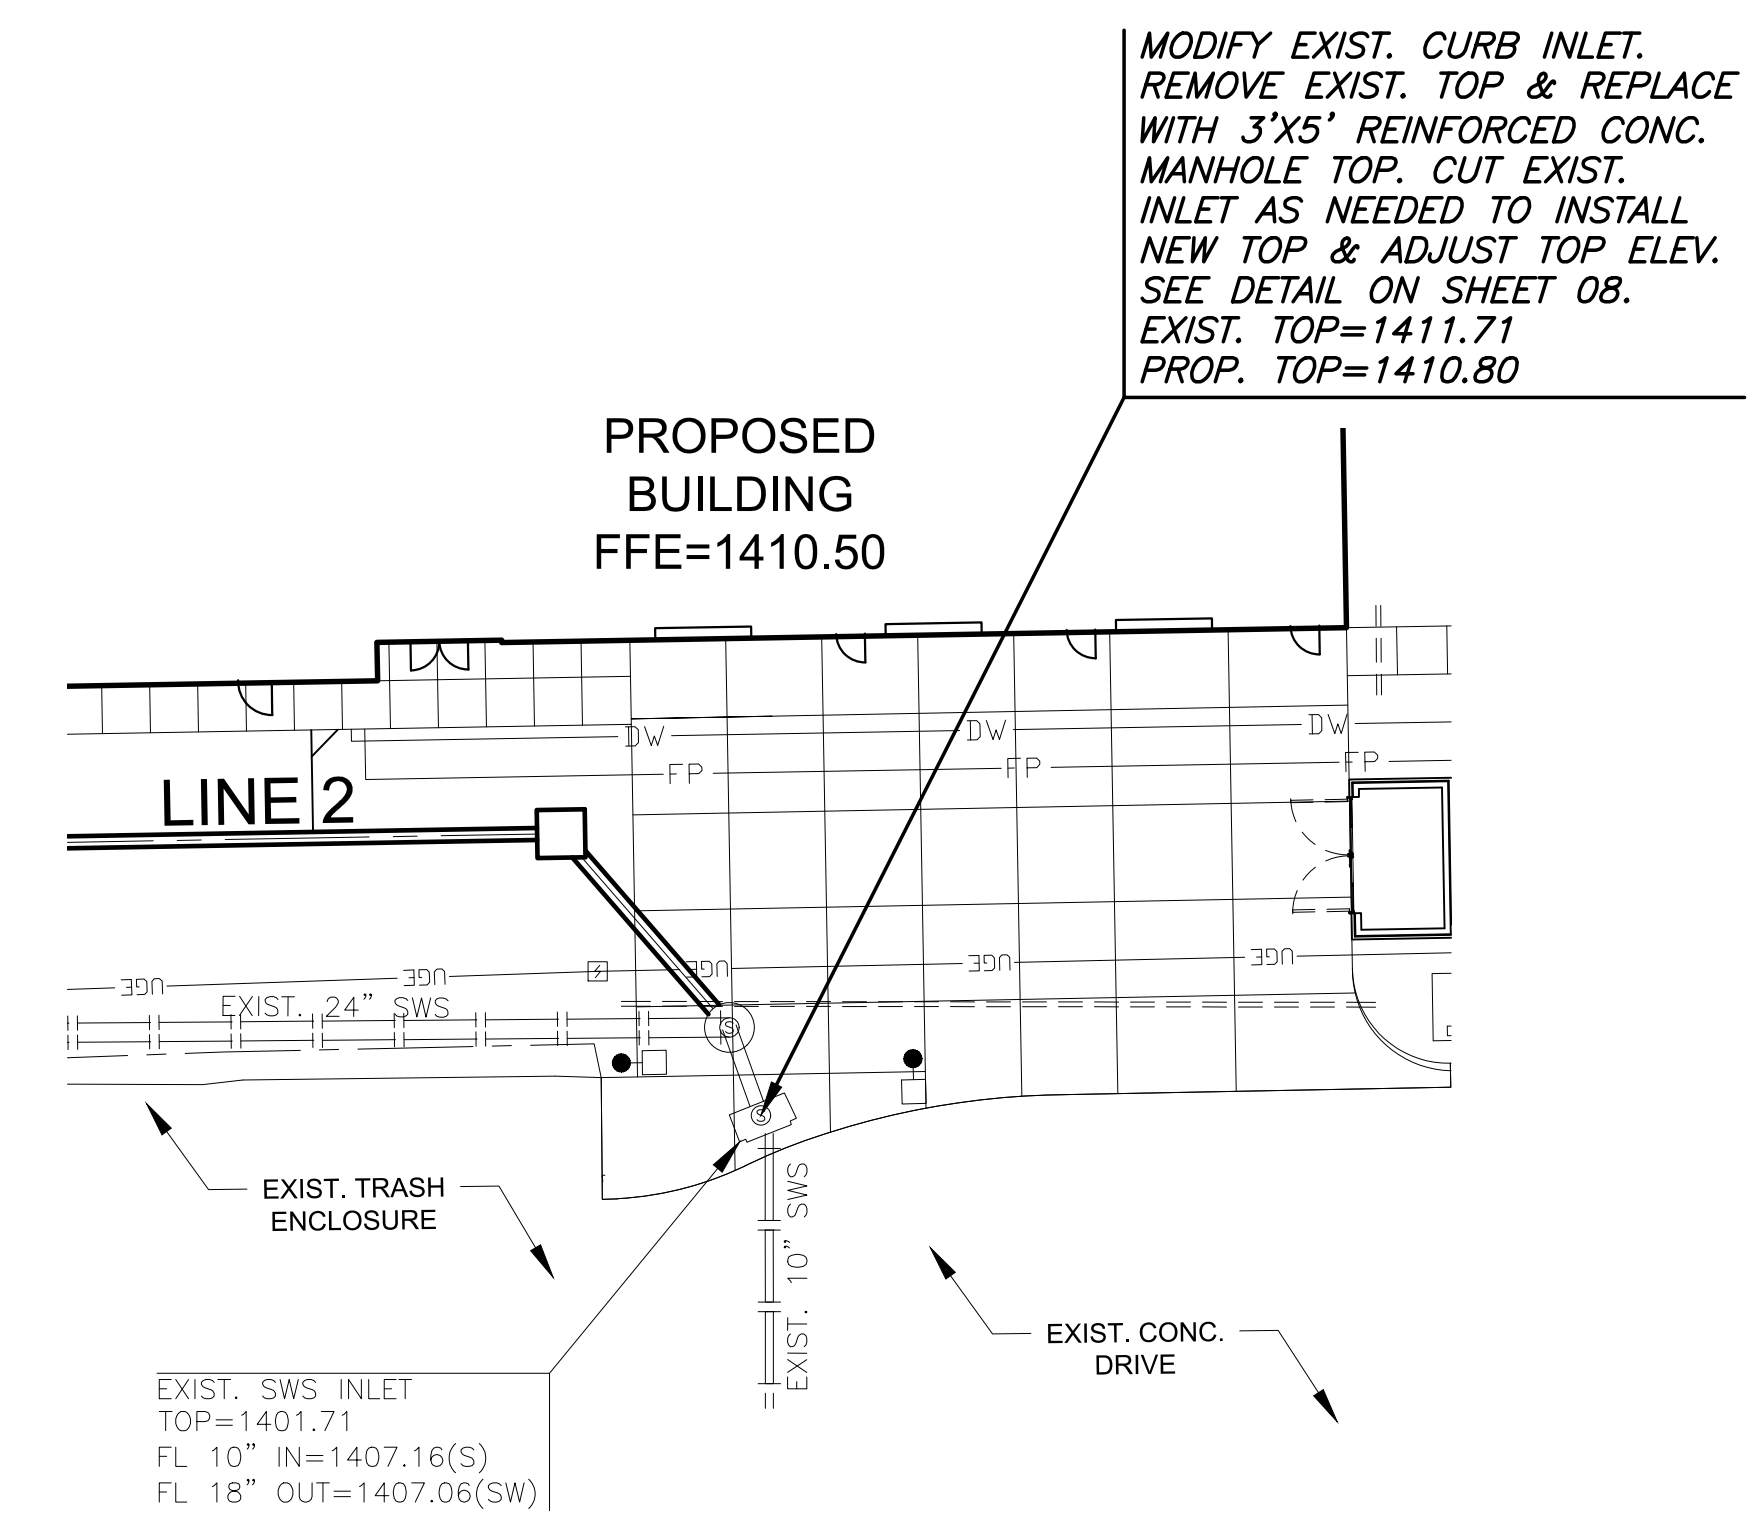 MODIFY EXIST. CURB INLET.
REMOVE EXIST. TOP & REPLACE
WITH 3'X5' REINFORCED CONC.
MANHOLE TOP. CUT EXIST.
INLET AS NEEDED TO INSTALL
NEW TOP & ADJUST TOP ELEV.
SEE DETAIL ON SHEET 08.
EXIST. TOP=1411.71
PROP. TOP=1410.80
PROPOSED
BUILDING
FFE=1410.50
DW
DW
DW
FP
FP
FP
LINE 2
UGE
UGE
UGE
UGE
UGE
EXIST. 24" SWS
S
S
EXIST. TRASH
ENCLOSURE
EXIST. 10" SWS
EXIST. CONC.
DRIVE
EXIST. SWS INLET
TOP=1401.71
FL 10" IN=1407.16(S)
FL 18" OUT=1407.06(SW)